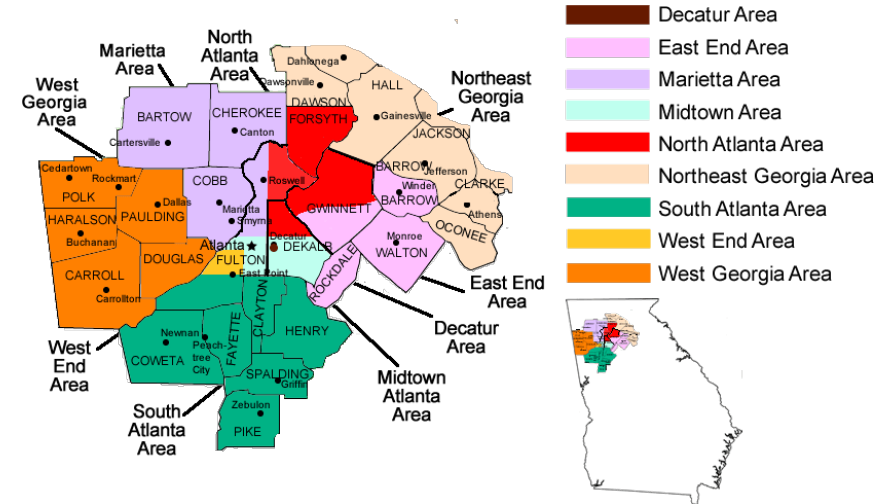 Marietta
Area
North
Atlanta
Area
West
Georgia
Area
Northeast
Georgia
Area
Dahlonega
Dawsonville
DAWSON
HALL
Gainesville
FORSYTH
BARTOW
Cartersville
CHEROKEE
Canton
JACKSON
Jefferson
BARROW
Winder
BARROW
CLARKE
Athens
OCONEE
Cedartown
Rockmart
POLK
HARALSON
Buchanan
PAULDING
Dallas
COBB
Marietta
Smyrna
Roswell
GWINNETT
Monroe
WALTON
CARROLL
Carrollton
DOUGLAS
Atlanta
FULTON
East Point
Decatur
DEKALB
ROCKDALE
CLAYTON
HENRY
FAYETTE
Newnan
COWETA
Peach-
tree
City
SPALDING
Griffin
Zebulon
PIKE
East End
Area
Decatur
Area
Midtown
Atlanta
Area
West
End
Area
South
Atlanta
Area
Decatur Area
East End Area
Marietta Area
Midtown Area
North Atlanta Area
Northeast Georgia Area
South Atlanta Area
West End Area
West Georgia Area